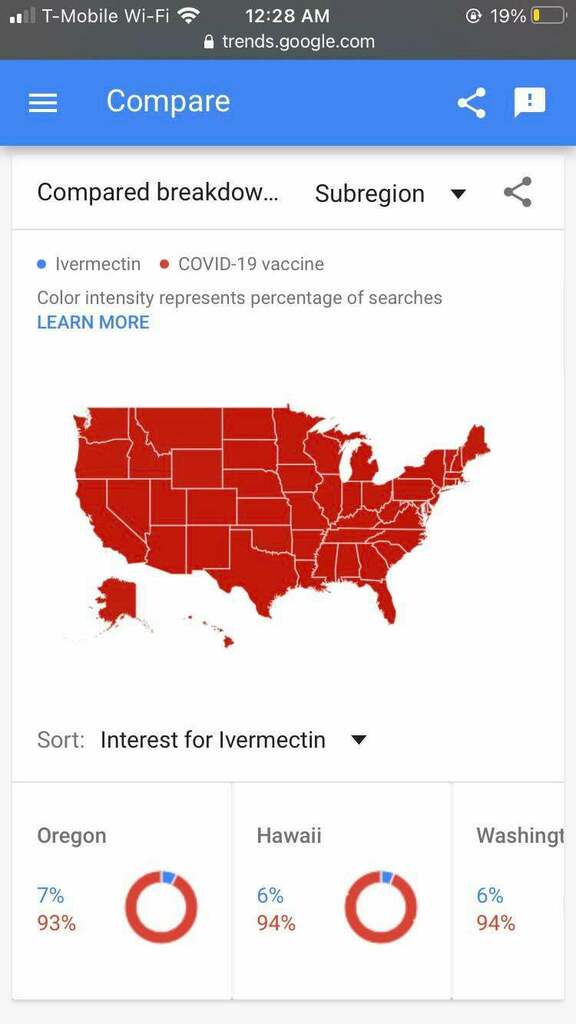 T-Mobile Wi-Fi 12:28 AM 19%
trends.google.com
Compare
Compared breakdow... Subregion
Ivermectin COVID-19 vaccine
Color intensity represents percentage of searches
LEARN MORE
Sort: Interest for Ivermectin
Oregon Hawaii Washingt
7% 6% 6%
93% 94% 94%